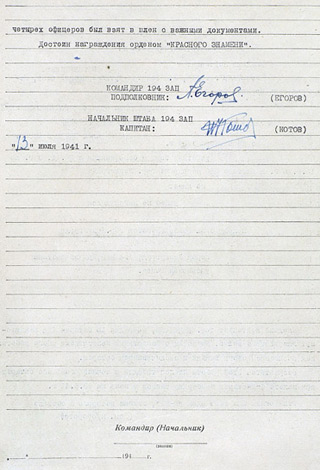 четырех офицеров был взят в плен с важными документами.
Достоин награждения орденом "КРАСНОГО ЗНАМЕНИ".
КОМАНДИР 194 ЗАП
ПОДПОЛКОВНИК: А.Егоров (ЕГОРОВ)
НАЧАЛЬНИК ШТАБА 194 ЗАП
КАПИТАН: (КОТОВ)
"13" июля 1941 г.
Командир (Начальник)
194 г.